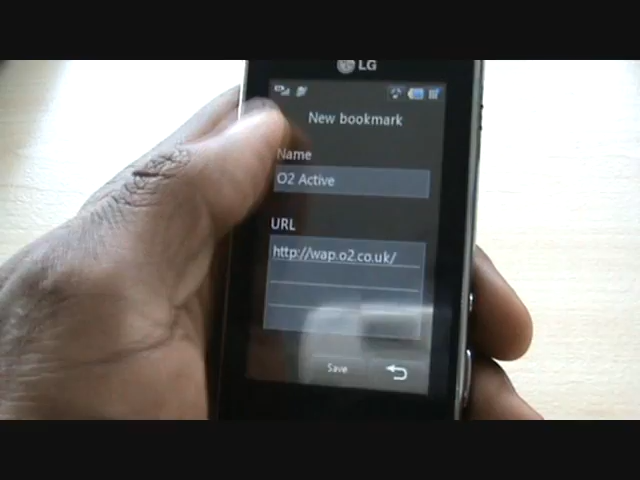 LG
New bookmark
Name
O2 Active
URL
http://wap.o2.co.uk/
Save